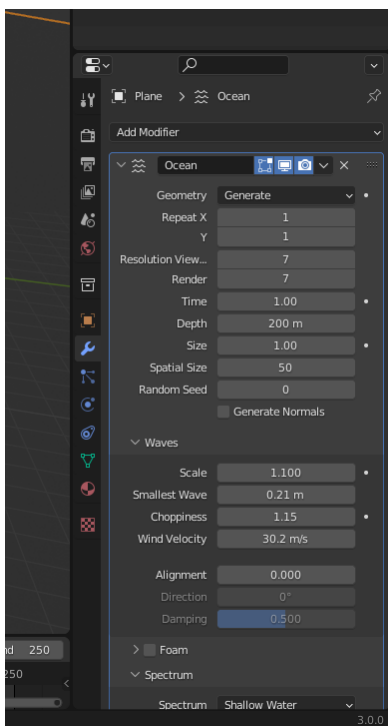 Plane > Ocean
Add Modifier
Ocean
Geometry Generate
Repeat X 1
Y 1
Resolution View... 7
Render 7
Time 1.00
Depth 200 m
Size 1.00
Spatial Size 50
Random Seed 0
Generate Normals
Waves
Scale 1.100
Smallest Wave 0.21 m
Choppiness 1.15
Wind Velocity 30.2 m/s
Alignment 0.000
Direction 0°
Damping 0.500
Foam
250
Spectrum
250
Spectrum Shallow Water
3.0.0